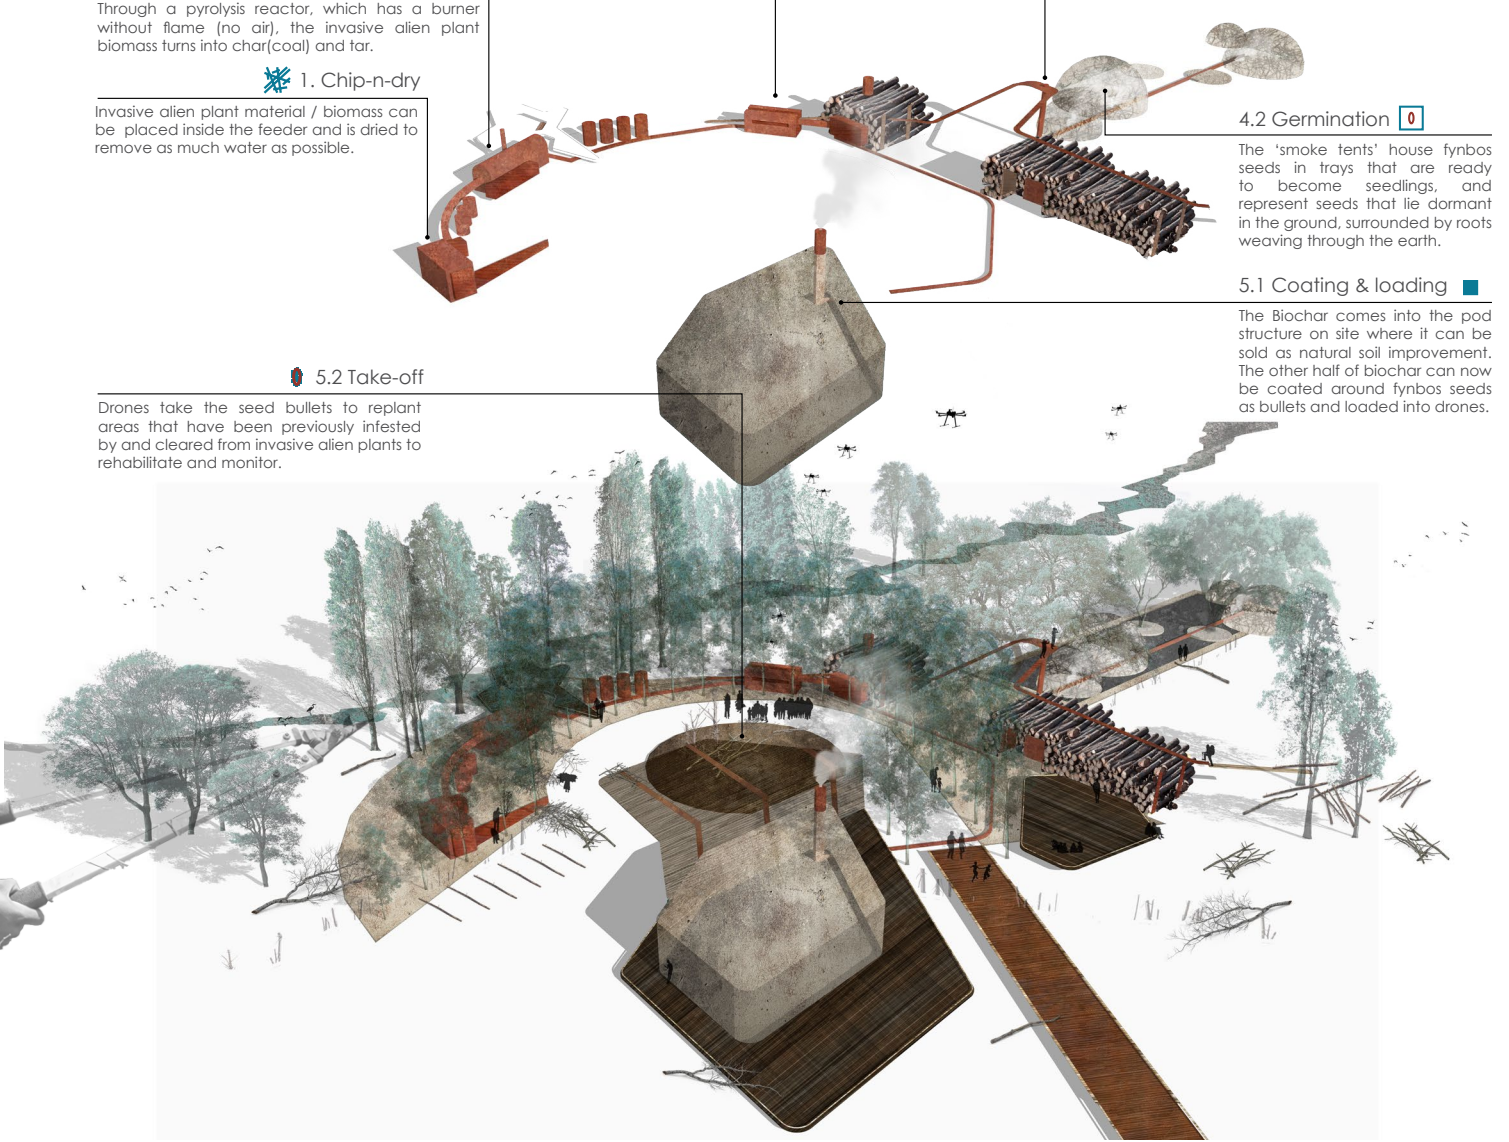 Through a pyrolysis reactor, which has a burner
without flame (no air), the invasive alien plant
biomass turns into char(coal) and tar.
1. Chip-n-dry
Invasive alien plant material / biomass can
be placed inside the feeder and is dried to
remove as much water as possible.
4.2 Germination
The ‘smoke tents’ house fynbos
seeds in trays that are ready
to become seedlings, and
represent seeds that lie dormant
in the ground, surrounded by roots
weaving through the earth.
5.1 Coating & loading
The Biochar comes into the pod
structure on site where it can be
sold as natural soil improvement.
The other half of biochar can now
be coated around fynbos seeds
as bullets and loaded into drones.
5.2 Take-off
Drones take the seed bullets to replant
areas that have been previously infested
by and cleared from invasive alien plants to
rehabilitate and monitor.